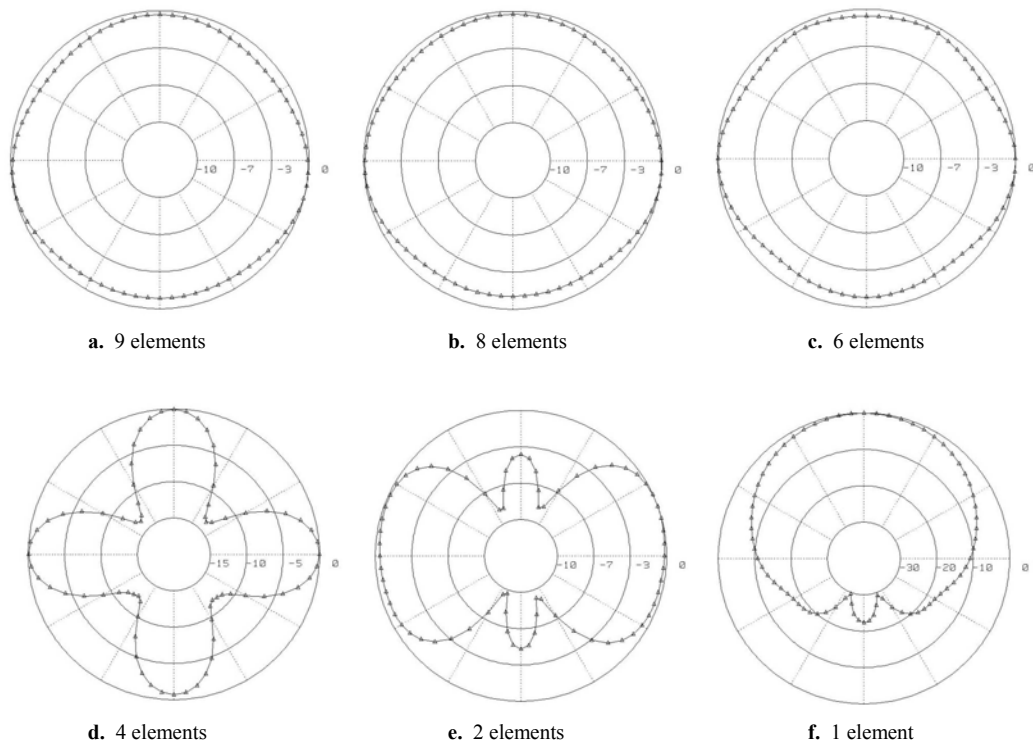 -10 -7 -3 0
-10 -7 -3 0
-10 -7 -3 0
a. 9 elements
b. 8 elements
c. 6 elements
-15 -10 -5 0
-10 -7 -3 0
-30 -20 -10 0
d. 4 elements
e. 2 elements
f. 1 element